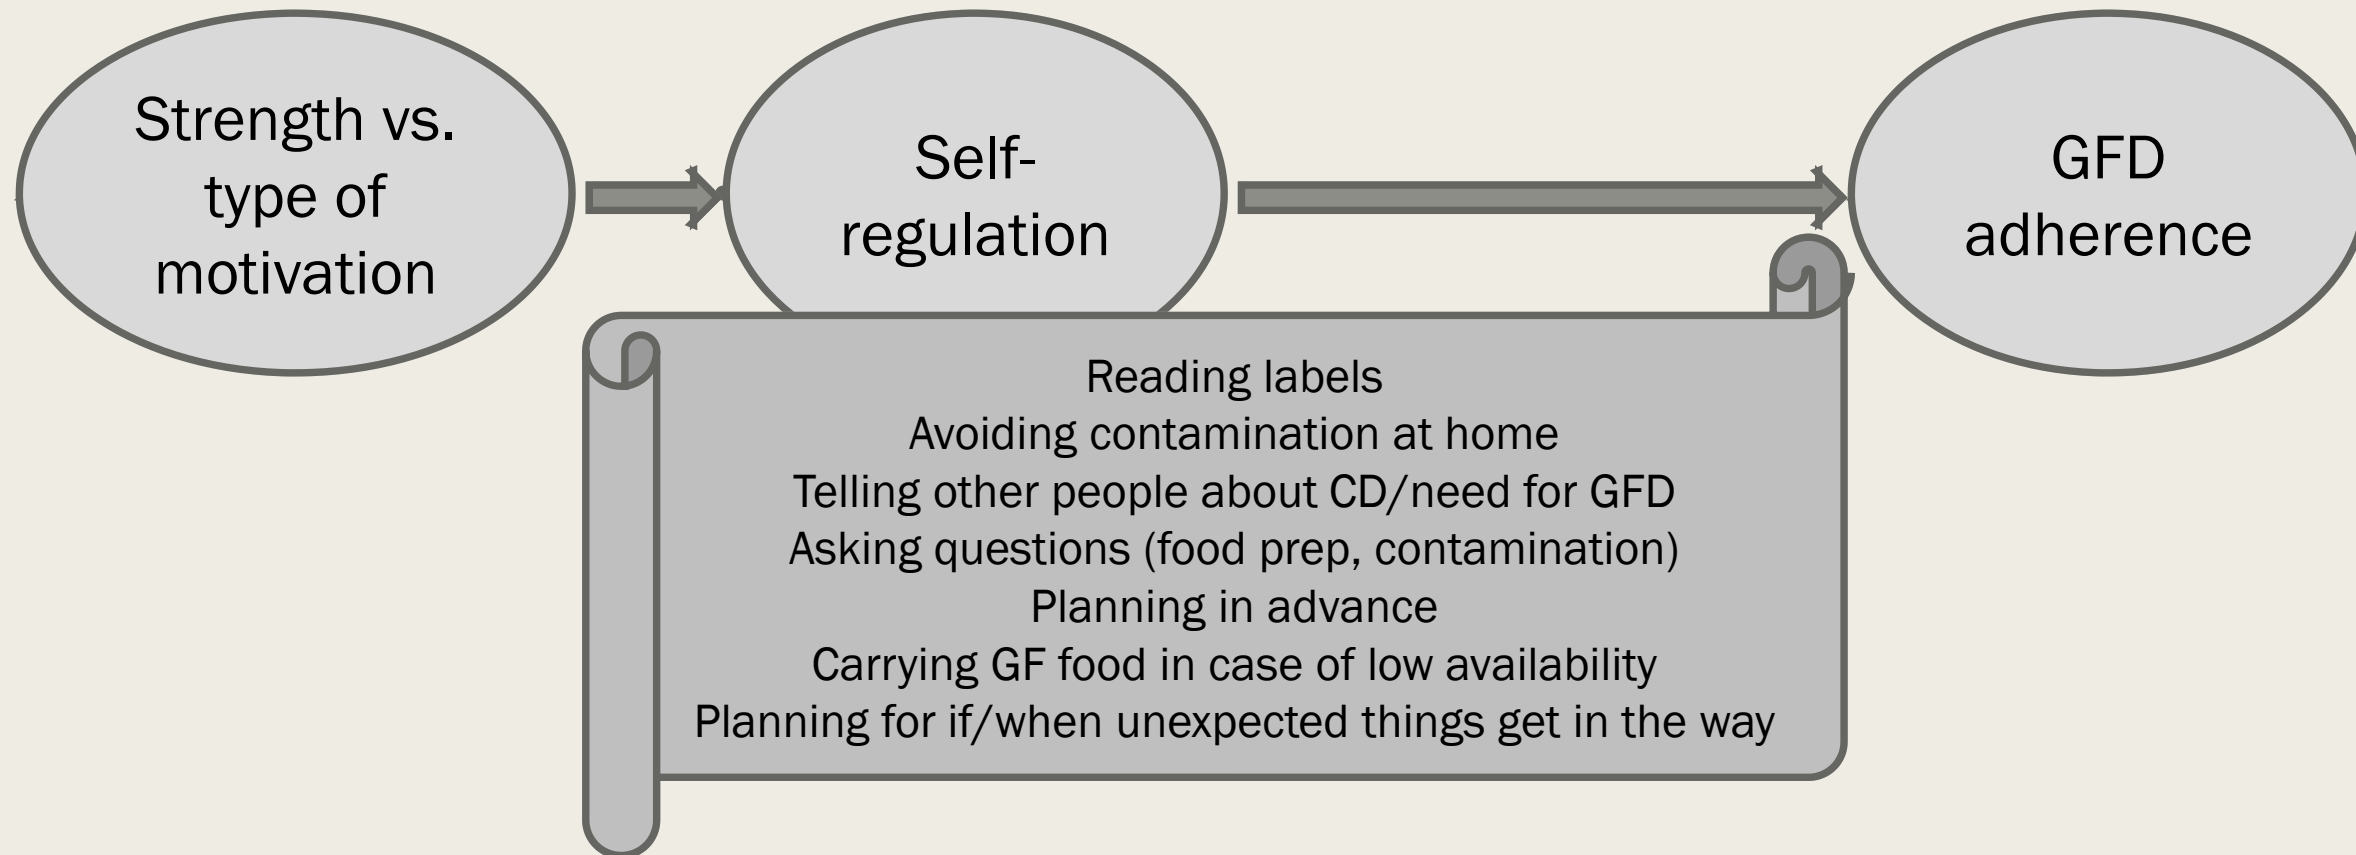 Strength vs.
type of
motivation
Self-
regulation
GFD
adherence
Reading labels
Avoiding contamination at home
Telling other people about CD/need for GFD
Asking questions (food prep, contamination)
Planning in advance
Carrying GF food in case of low availability
Planning for if/when unexpected things get in the way